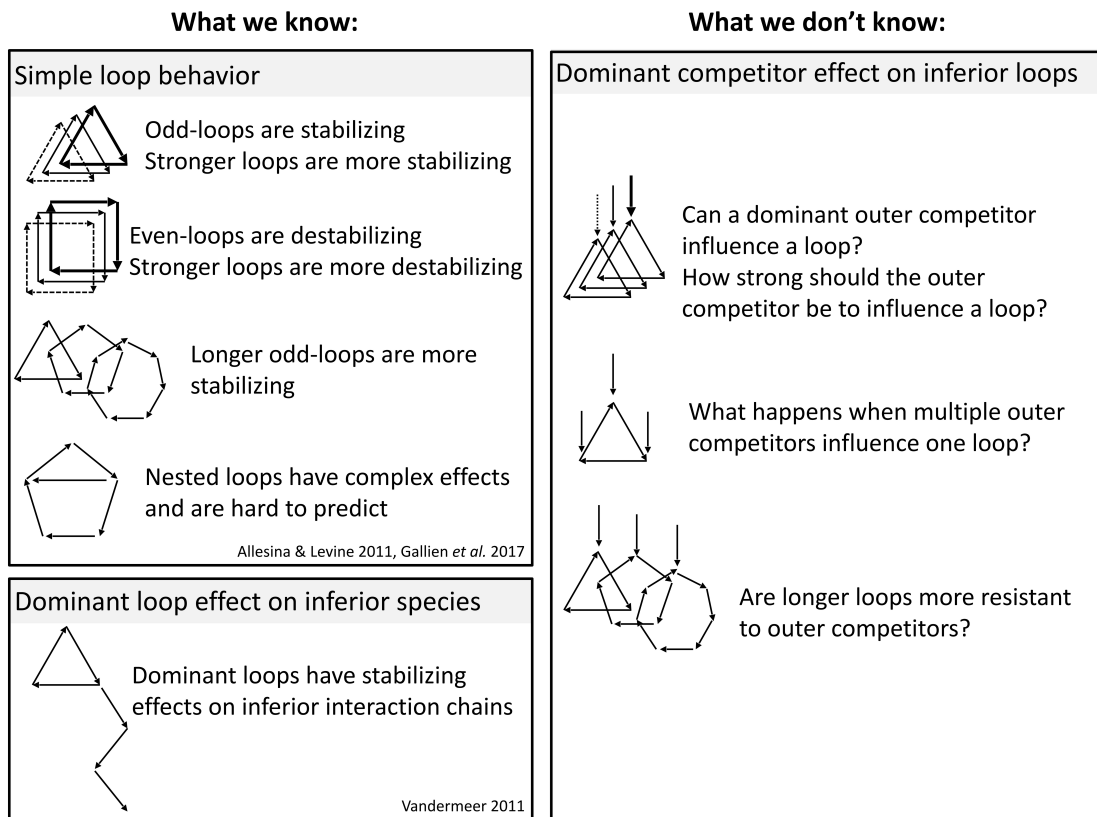 What we know:
Simple loop behavior
Odd-loops are stabilizing
Stronger loops are more stabilizing
Even-loops are destabilizing
Stronger loops are more destabilizing
Longer odd-loops are more
stabilizing
Nested loops have complex effects
and are hard to predict
Allesina & Levine 2011, Gallien et al. 2017
Dominant loop effect on inferior species
Dominant loops have stabilizing
effects on inferior interaction chains
Vandermeer 2011
What we don’t know:
Dominant competitor effect on inferior loops
Can a dominant outer competitor
influence a loop?
How strong should the outer
competitor be to influence a loop?
What happens when multiple outer
competitors influence one loop?
Are longer loops more resistant
to outer competitors?